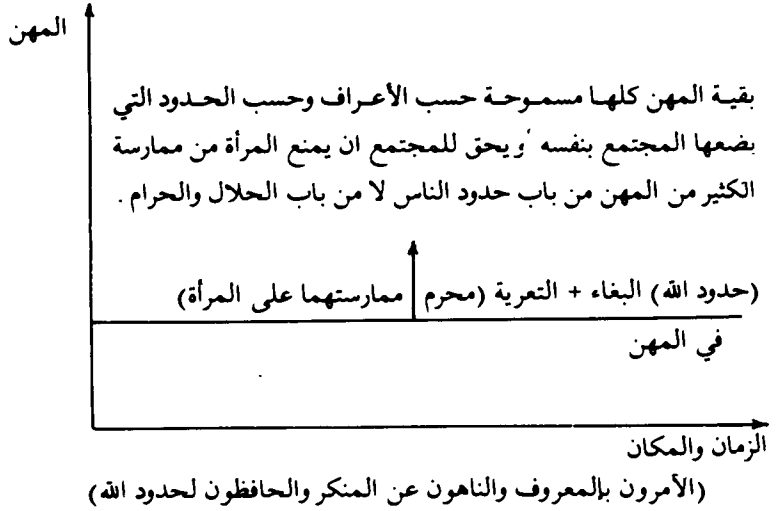 المهن
بقية المهن كلها مسموحة حسب الأعراف وحسب الحدود التي
بضعها المجتمع بنفسه ويحق للمجتمع ان يمنع المرأة من ممارسة
الكثير من المهن من باب حدود الناس لا من باب الحلال والحرام .
(حدود الله) البغاء + التعرية (محرم ممارستهما على المرأة)
في المهن
الزمان والمكان
(الآمرون بالمعروف والناهون عن المنكر والحافظون لحدود الله)